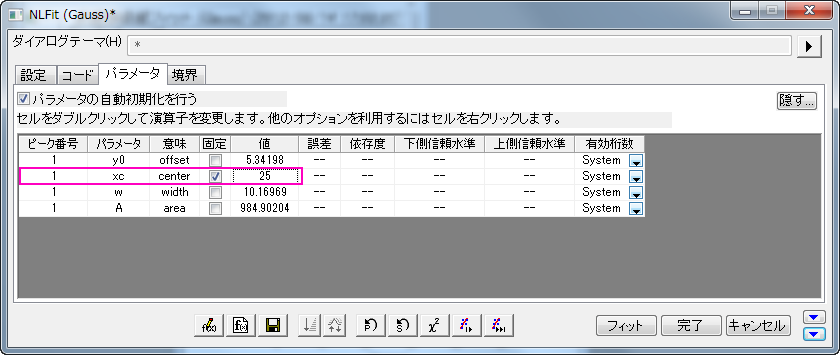 NLFit (Gauss)*
ダイアログテーマ(H) *
設定 コード パラメータ 境界
パラメータの自動初期化を行う 隠す...
セルをダブルクリックして演算子を変更します。他のオプションを利用するにはセルを右クリックします。
ピーク番号 パラメータ 意味 固定 値 誤差 依存度 下側信頼水準 上側信頼水準 有効桁数
1 y0 offset 5.34198 -- -- -- -- System
1 xc center 25 -- -- -- -- System
1 w width 10.16969 -- -- -- -- System
1 A area 984.90204 -- -- -- -- System
フィット 完了 キャンセル